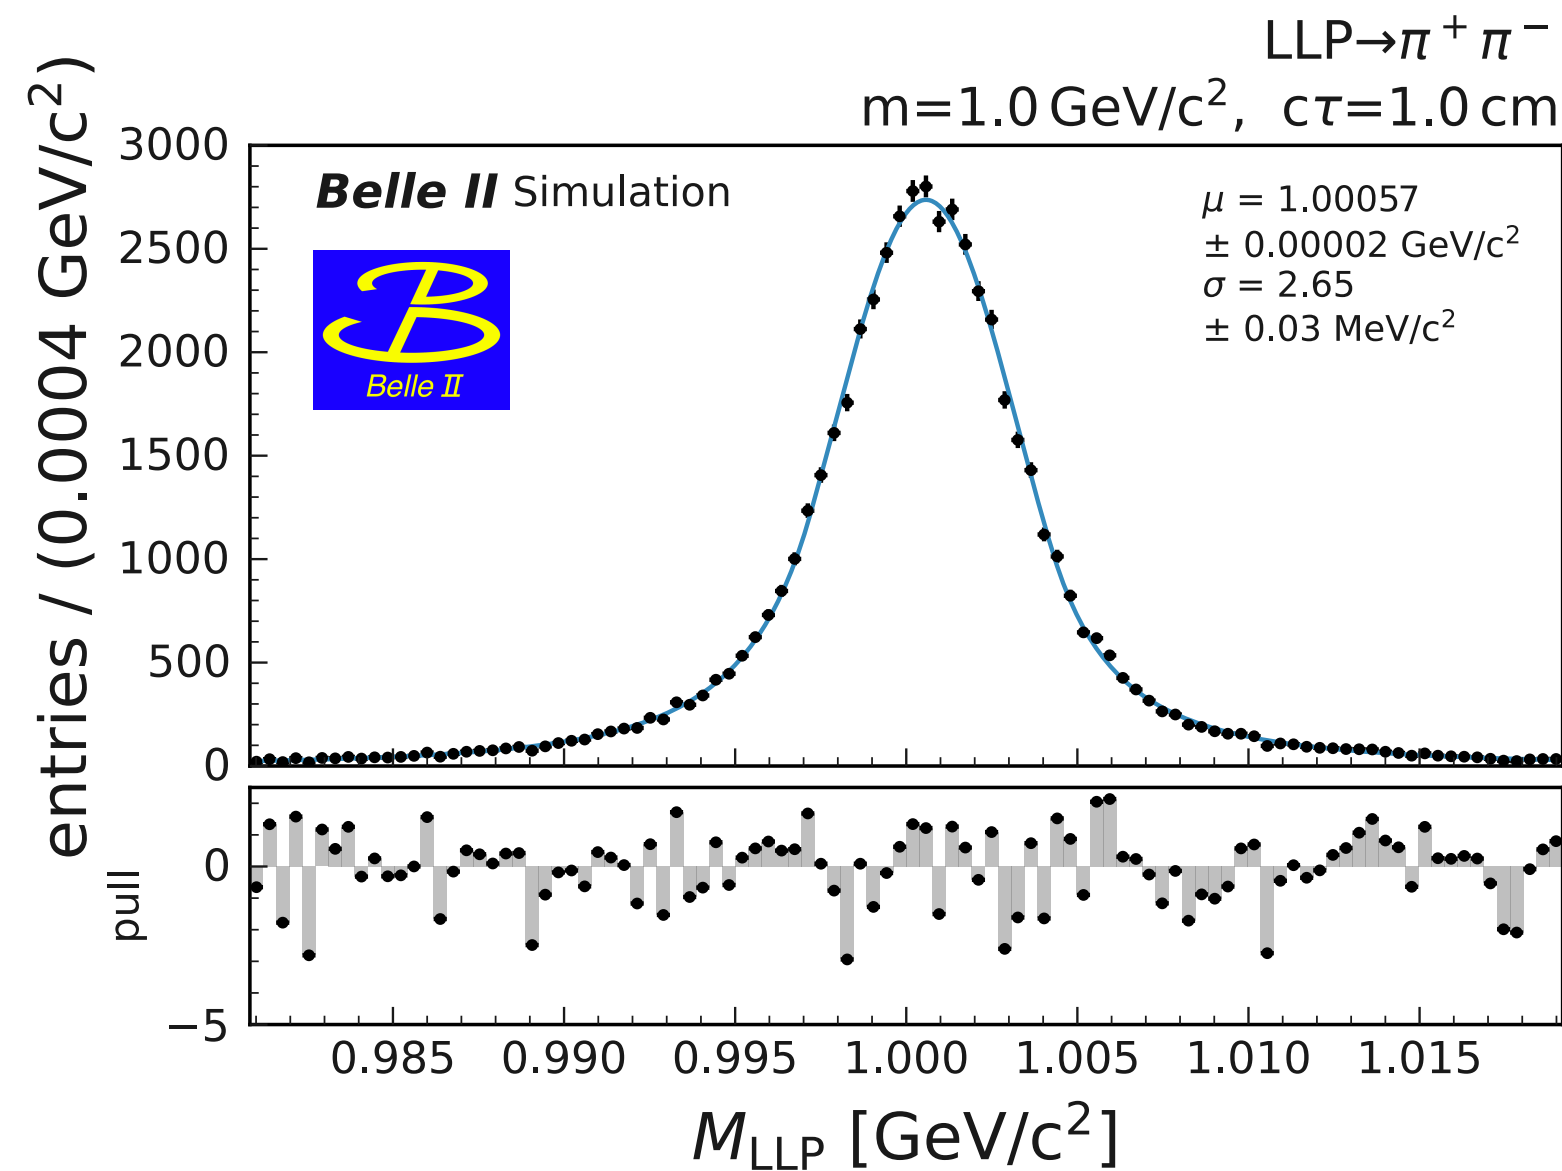 LLP→π⁺π⁻
m=1.0 GeV/c², cτ=1.0 cm
entries / (0.0004 GeV/c²)
3000
2500
2000
1500
1000
500
0
Belle II Simulation
Belle II
μ = 1.00057
± 0.00002 GeV/c²
σ = 2.65
± 0.03 MeV/c²
pull
0
−5
0.985 0.990 0.995 1.000 1.005 1.010 1.015
M_LLP [GeV/c²]